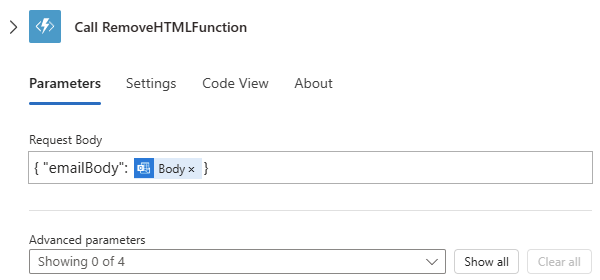 Call RemoveHTMLFunction
Parameters Settings Code View About
Request Body
{ "emailBody": Body × }
Advanced parameters
Showing 0 of 4 Show all Clear all